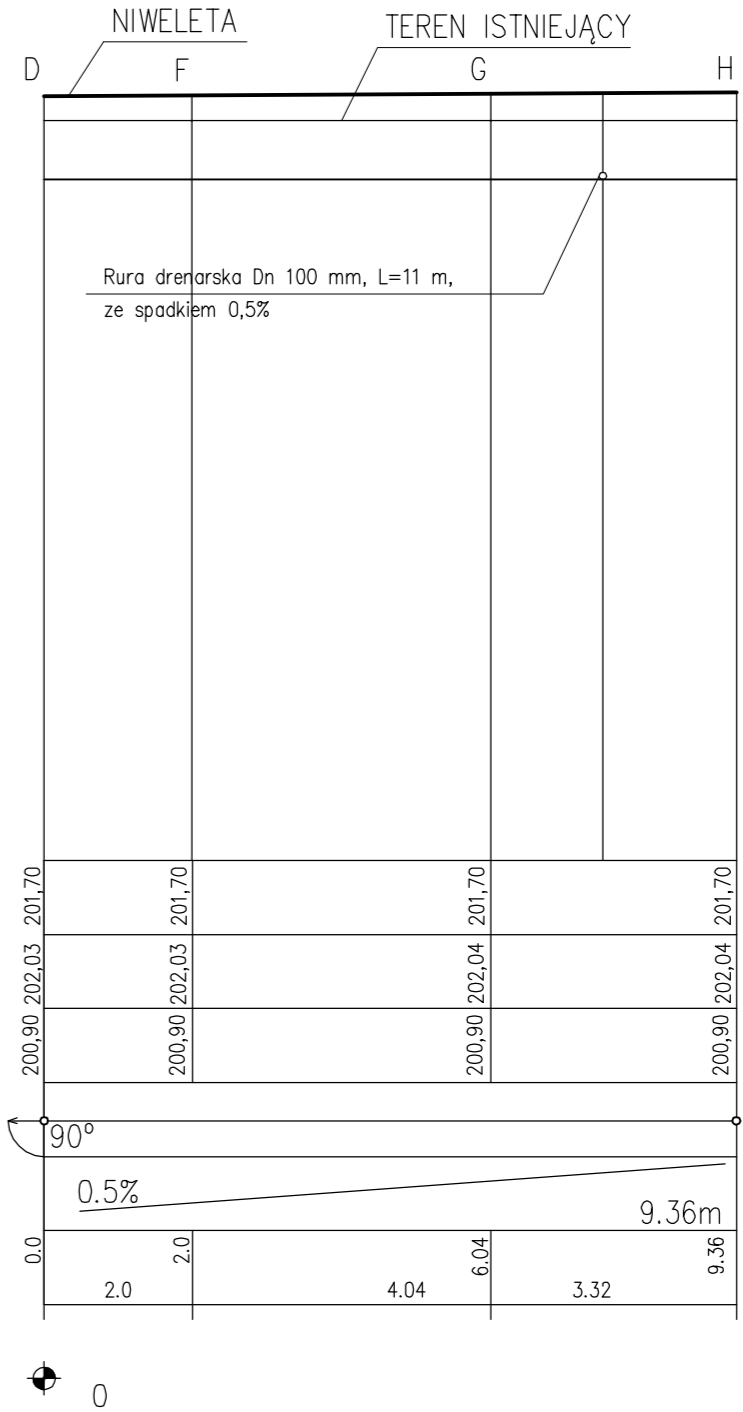 NIWELETA
TEREN ISTNIEJĄCY
D F G H
Rura drenarska Dn 100 mm, L=11 m,
ze spadkiem 0,5%
201,70 201,70 201,70 201,70
202,03 202,03 202,04 202,04
200,90 200,90 200,90 200,90
90°
0.5%
9.36m
0.0 2.0 6.04 9.36
2.0 4.04 3.32
0